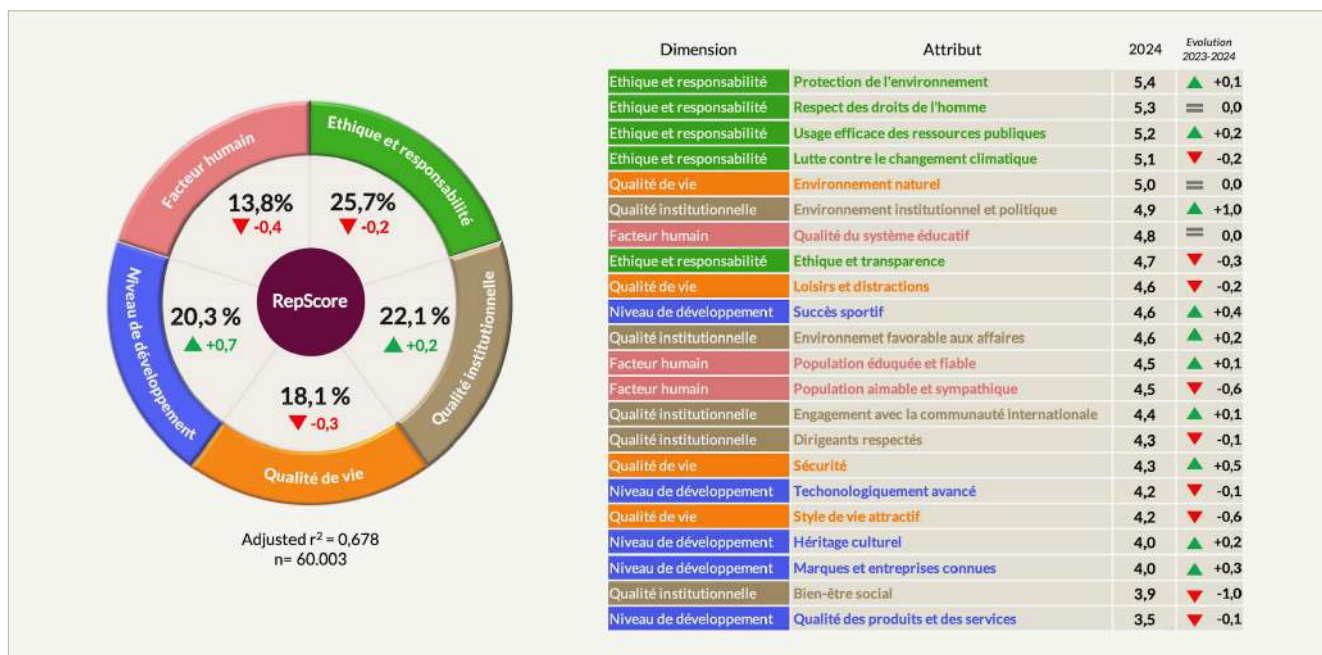 Facteur humain
Ethique et responsabilité
13,8%
-0,4
25,7%
-0,2
Niveau de développement
20,3 %
+0,7
RepScore
22,1 %
+0,2
Qualité institutionnelle
18,1 %
-0,3
Qualité de vie
Adjusted r² = 0,678
n= 60.003
Dimension Attribut 2024 Evolution 2023-2024
Ethique et responsabilité Protection de l'environnement 5,4 ▲ +0,1
Ethique et responsabilité Respect des droits de l'homme 5,3 = 0,0
Ethique et responsabilité Usage efficace des ressources publiques 5,2 ▲ +0,2
Ethique et responsabilité Lutte contre le changement climatique 5,1 ▼ -0,2
Qualité de vie Environnement naturel 5,0 = 0,0
Qualité institutionnelle Environnement institutionnel et politique 4,9 ▲ +1,0
Facteur humain Qualité du système éducatif 4,8 = 0,0
Ethique et responsabilité Ethique et transparence 4,7 ▼ -0,3
Qualité de vie Loisirs et distractions 4,6 ▼ -0,2
Niveau de développement Succès sportif 4,6 ▲ +0,4
Qualité institutionnelle Environnemet favorable aux affaires 4,6 ▲ +0,2
Facteur humain Population éduquée et fiable 4,5 ▲ +0,1
Facteur humain Population aimable et sympathique 4,5 ▼ -0,6
Qualité institutionnelle Engagement avec la communauté internationale 4,4 ▲ +0,1
Qualité institutionnelle Dirigeants respectés 4,3 ▼ -0,1
Qualité de vie Sécurité 4,3 ▲ +0,5
Niveau de développement Techonologiquement avancé 4,2 ▼ -0,1
Qualité de vie Style de vie attractif 4,2 ▼ -0,6
Niveau de développement Héritage culturel 4,0 ▲ +0,2
Niveau de développement Marques et entreprises connues 4,0 ▲ +0,3
Qualité institutionnelle Bien-être social 3,9 ▼ -1,0
Niveau de développement Qualité des produits et des services 3,5 ▼ -0,1